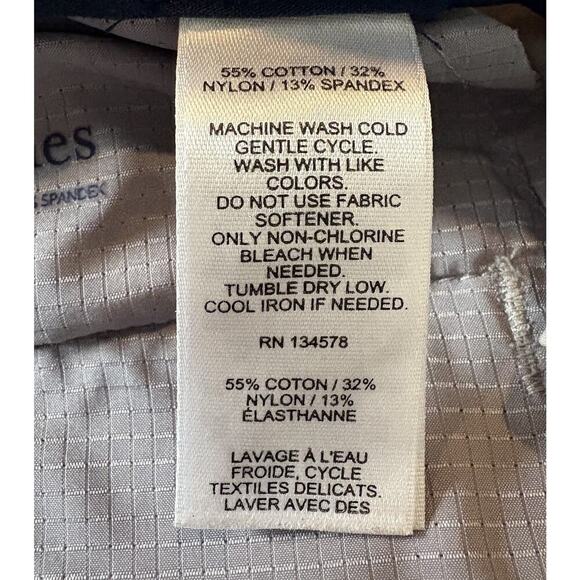 55% COTTON / 32%
NYLON / 13% SPANDEX
MACHINE WASH COLD
GENTLE CYCLE.
WASH WITH LIKE
COLORS.
DO NOT USE FABRIC
SOFTENER.
ONLY NON-CHLORINE
BLEACH WHEN
NEEDED.
TUMBLE DRY LOW.
COOL IRON IF NEEDED.
RN 134578
55% COTON / 32%
NYLON / 13%
ÉLASTHANNE
LAVAGE À L'EAU
FROIDE, CYCLE
TEXTILES DELICATS.
LAVER AVEC DES
SPANDEX